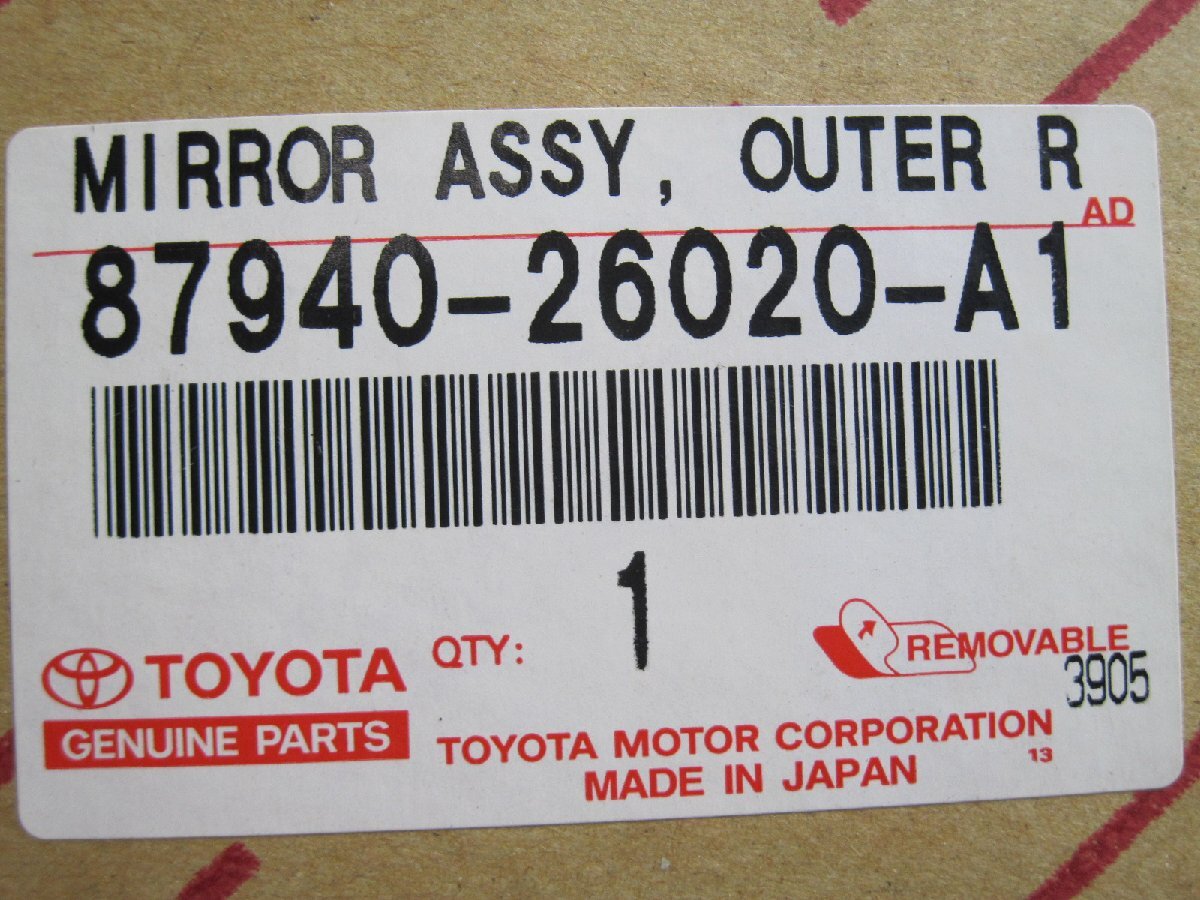 MIRROR ASSY, OUTER R
AD
87940-26020-A1
1
QTY:
REMOVABLE
3905
TOYOTA
GENUINE PARTS
TOYOTA MOTOR CORPORATION
13
MADE IN JAPAN